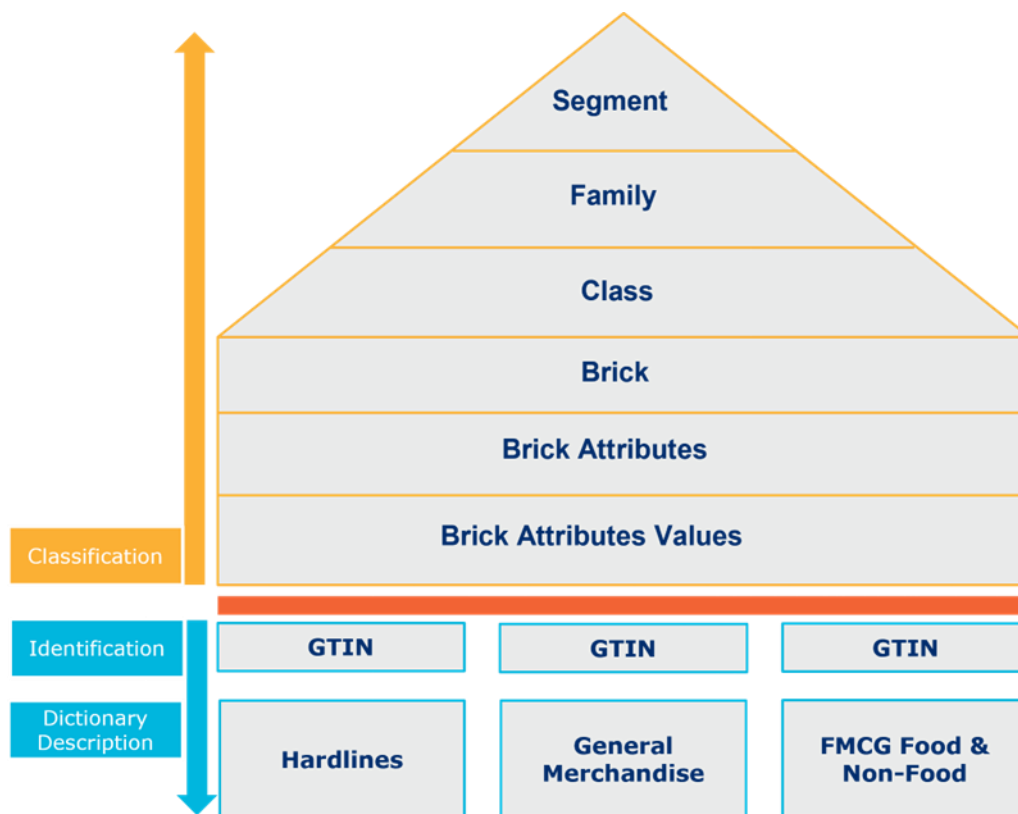 Segment
Family
Class
Brick
Brick Attributes
Brick Attributes Values
Classification
Identification
GTIN
GTIN
GTIN
Dictionary
Description
Hardlines
General
Merchandise
FMCG Food &
Non-Food